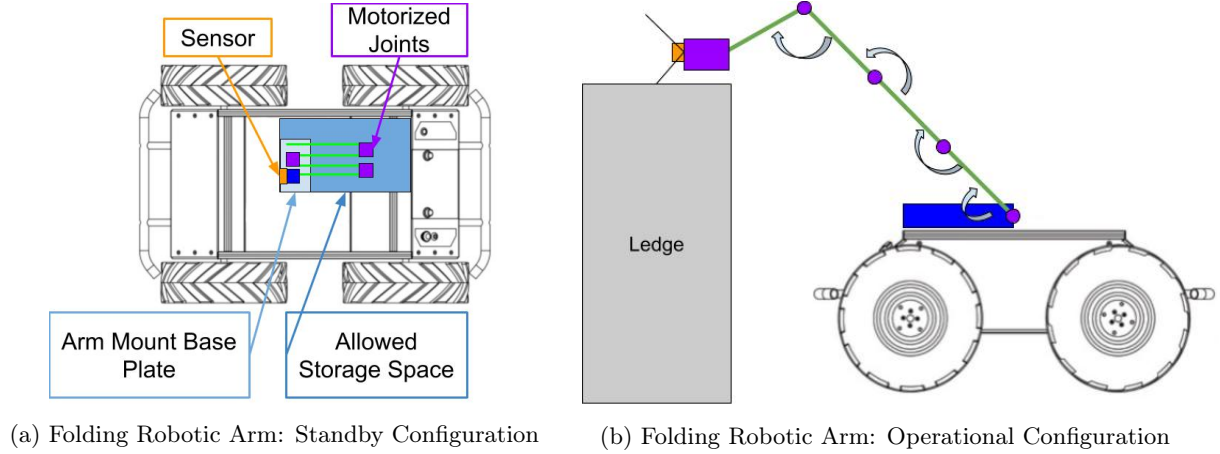 Sensor
Motorized
Joints
Arm Mount Base
Plate
Allowed
Storage Space
(a) Folding Robotic Arm: Standby Configuration
Ledge
(b) Folding Robotic Arm: Operational Configuration